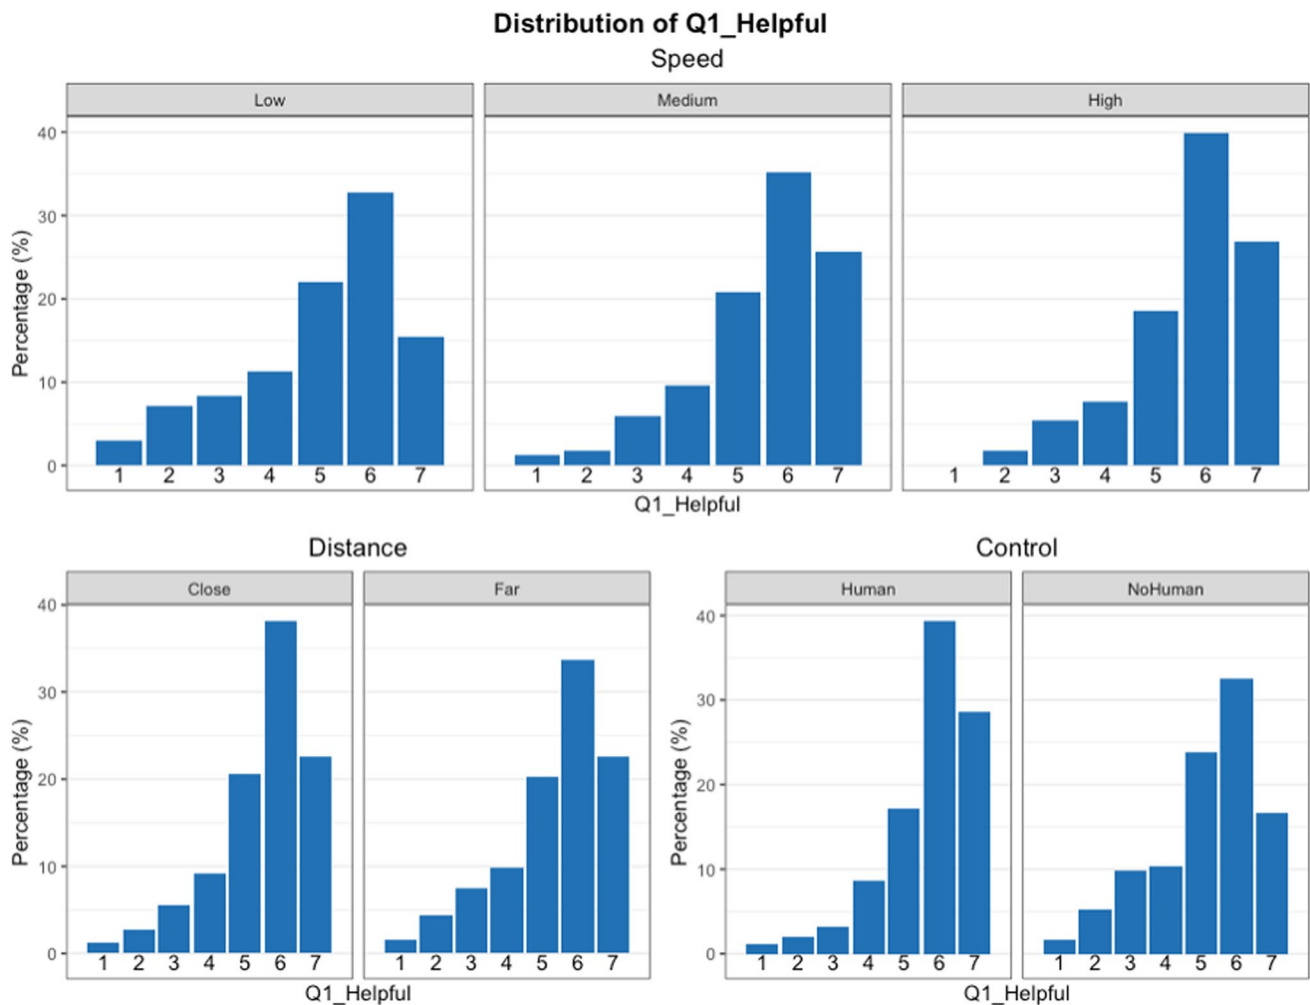 Distribution of Q1_Helpful
Speed
Low Medium High
Percentage (%)
40
30
20
10
0
1 2 3 4 5 6 7 1 2 3 4 5 6 7 1 2 3 4 5 6 7
Q1_Helpful
Distance
Close Far
Percentage (%)
40
30
20
10
0
1 2 3 4 5 6 7 1 2 3 4 5 6 7
Q1_Helpful
Control
Human NoHuman
Percentage (%)
40
30
20
10
0
1 2 3 4 5 6 7 1 2 3 4 5 6 7
Q1_Helpful